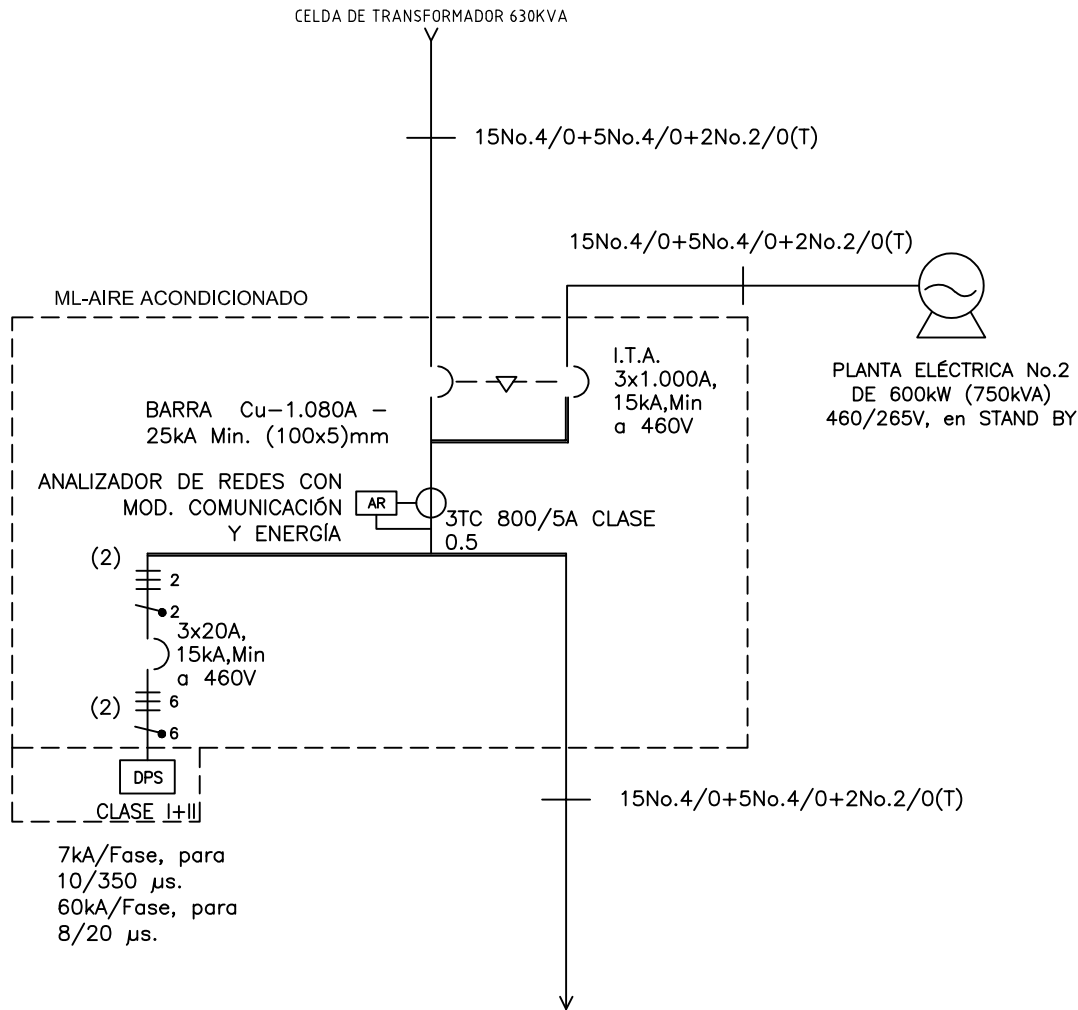 CELDA DE TRANSFORMADOR 630KVA
15No.4/0+5No.4/0+2No.2/0(T)
15No.4/0+5No.4/0+2No.2/0(T)
ML-AIRE ACONDICIONADO
I.T.A.
3x1.000A,
15kA,Min
a 460V
PLANTA ELÉCTRICA No.2
DE 600kW (750kVA)
460/265V, en STAND BY
BARRA Cu-1.080A -
25kA Min. (100x5)mm
ANALIZADOR DE REDES CON
MOD. COMUNICACIÓN
Y ENERGÍA
AR
3TC 800/5A CLASE
0.5
(2)
2
2
3x20A,
15kA,Min
a 460V
(2)
6
6
DPS
CLASE I+II
15No.4/0+5No.4/0+2No.2/0(T)
7kA/Fase, para
10/350 μs.
60kA/Fase, para
8/20 μs.